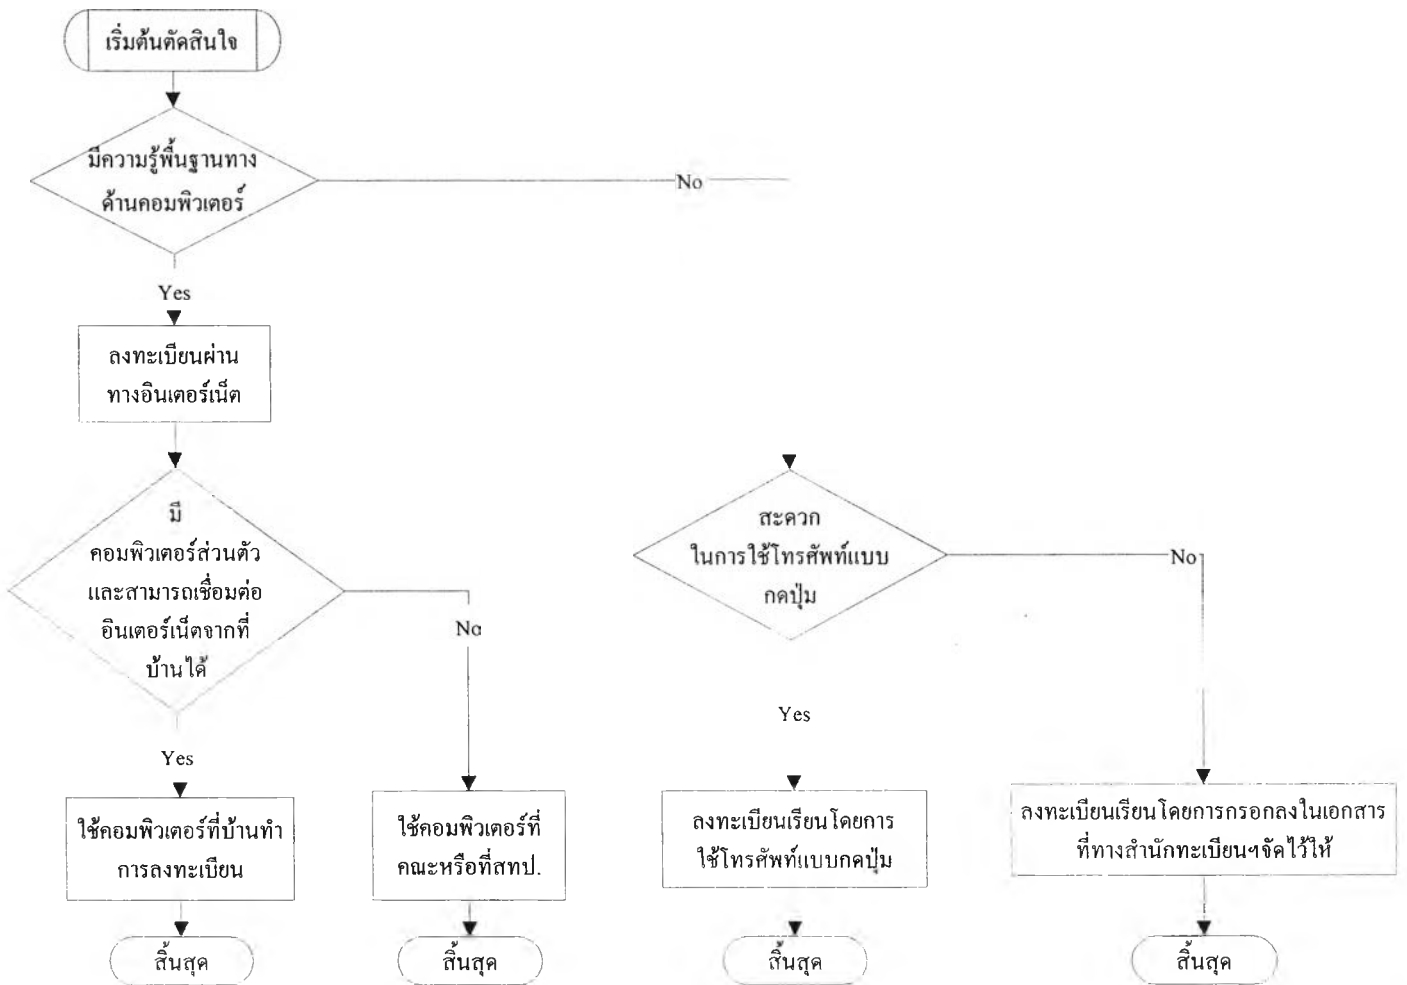 เริ่มต้นตัดสินใจ
มีความรู้พื้นฐานทาง
ด้านคอมพิวเตอร์
No
Yes
ลงทะเบียนผ่าน
ทางอินเตอร์เน็ต
มี
คอมพิวเตอร์ส่วนตัว
และสามารถเชื่อมต่อ
อินเตอร์เน็ตจากที่
บ้านได้
No
Yes
สะดวก
ในการใช้โทรศัพท์แบบ
กดปุ่ม
No
Yes
ใช้คอมพิวเตอร์ที่บ้านทำ
การลงทะเบียน
ใช้คอมพิวเตอร์ที่
คณะหรือที่สทป.
ลงทะเบียนเรียนโดยการ
ใช้โทรศัพท์แบบกดปุ่ม
ลงทะเบียนเรียนโดยการกรอกลงในเอกสาร
ที่ทางสำนักทะเบียนฯจัดไว้ให้
สิ้นสุด
สิ้นสุด
สิ้นสุด
สิ้นสุด